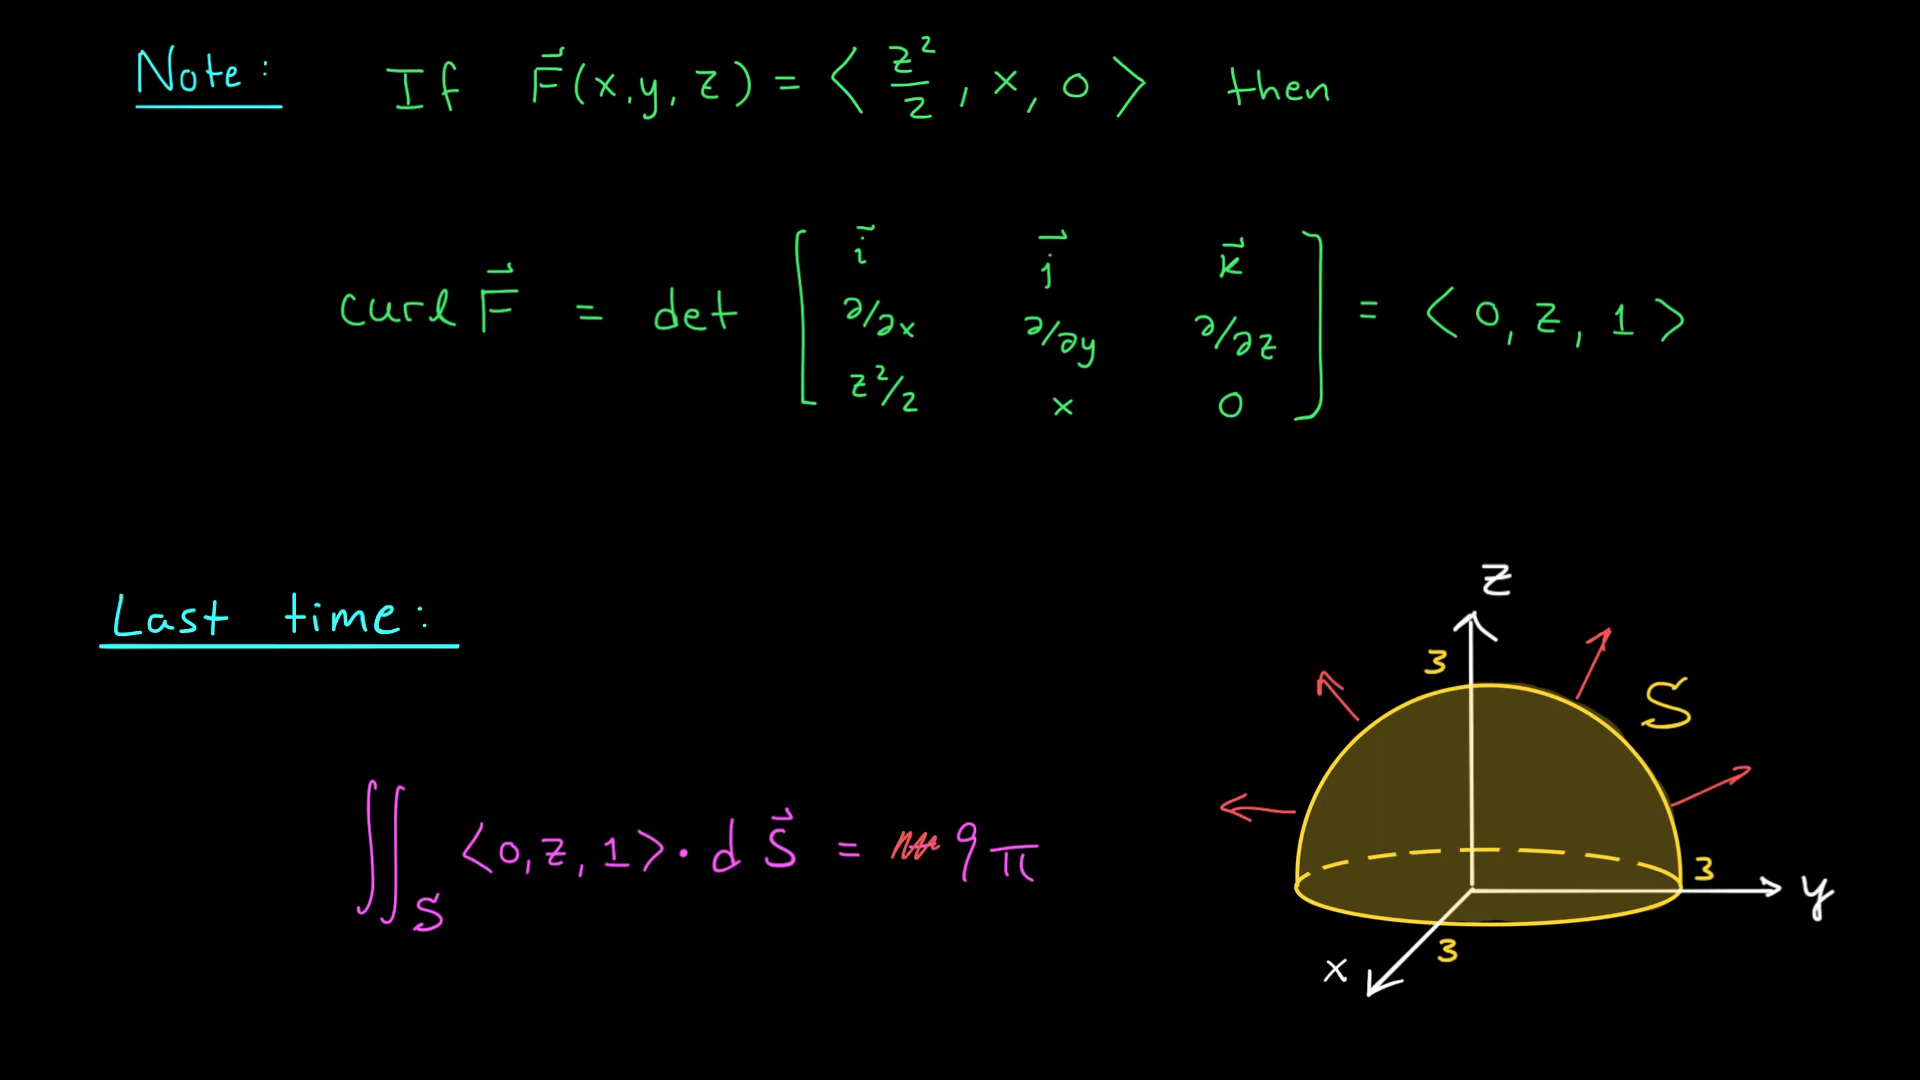 Note: If F⃗(x,y,z) = ⟨ z²/2 , x, 0 ⟩ then
curl F⃗ = det [ i⃗ j⃗ k⃗
∂/∂x ∂/∂y ∂/∂z
z²/2 x 0 ] = ⟨0, z, 1⟩
Last time:
∬_S ⟨0,z,1⟩ · d S⃗ = 9π
z
3
S
3
y
3
x